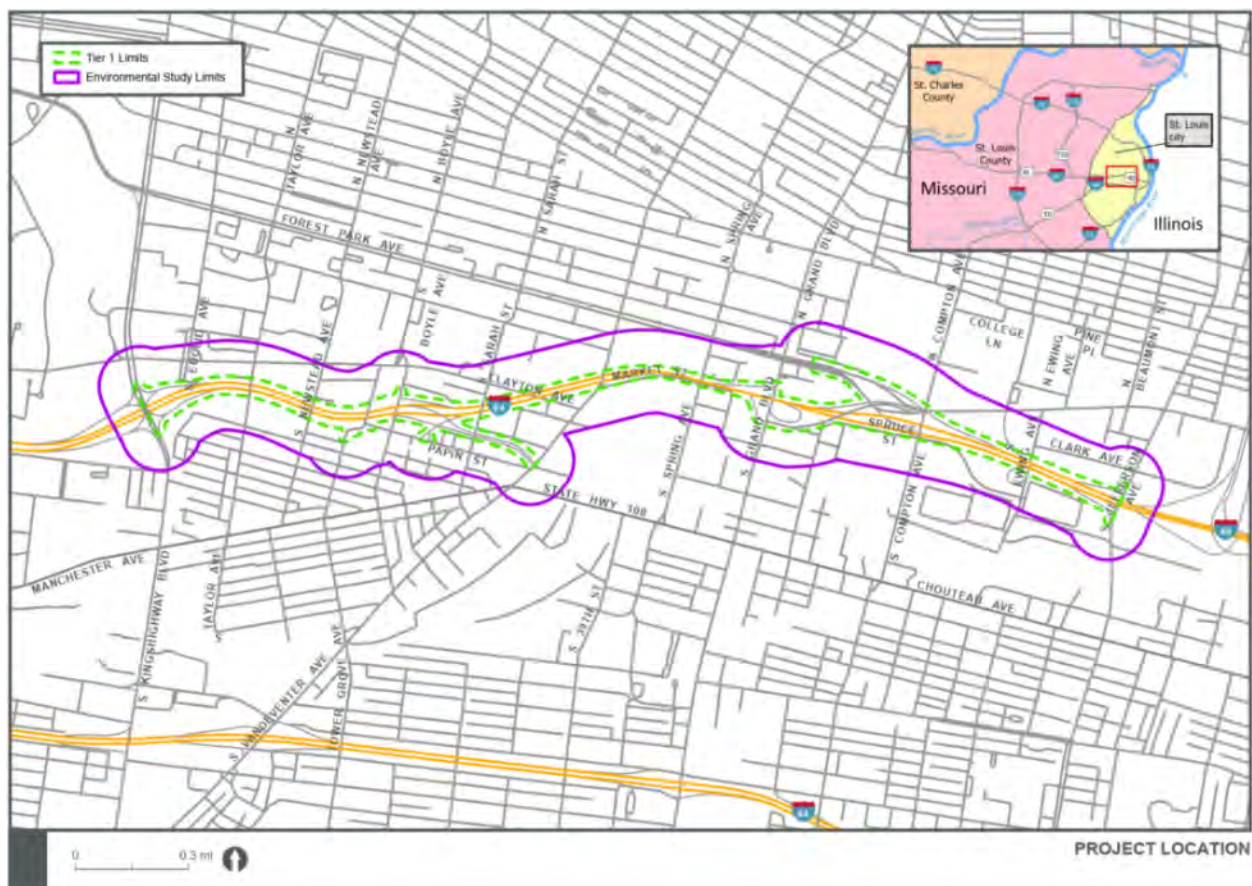 Tier 1 Limits
Environmental Study Limits
St. Charles
County
St. Louis
County
St. Louis
city
Missouri
Illinois
N TAYLOR AVE
N NEWSTEAD
AVE
N BOYLE AVE
N SARAH ST
N SPRING
AVE
N GRAND BLVD
FOREST PARK AVE
S
BOYLE AVE
N COMPTON AVE
COLLEGE
LN
PINE
PL
N EWING
AVE
N
BEAUMONT ST
S NEWSTEAD AVE
SARAH ST
CLAYTON AVE
MARKET ST
64
S GRAND BLVD
SPRUCE
ST
CLARK AVE
EWING AVE
S JEFFERSON
AVE
PAPIN ST
S SPRING AVE
STATE HWY 100
S COMPTON AVE
MANCHESTER AVE
S KINGSHIGHWAY BLVD
S TAYLOR AVE
CHOUTEAU AVE
S 39TH ST
S VANDEVENTER AVE
TOWER GROVE AVE
0
0.3 mi
PROJECT LOCATION